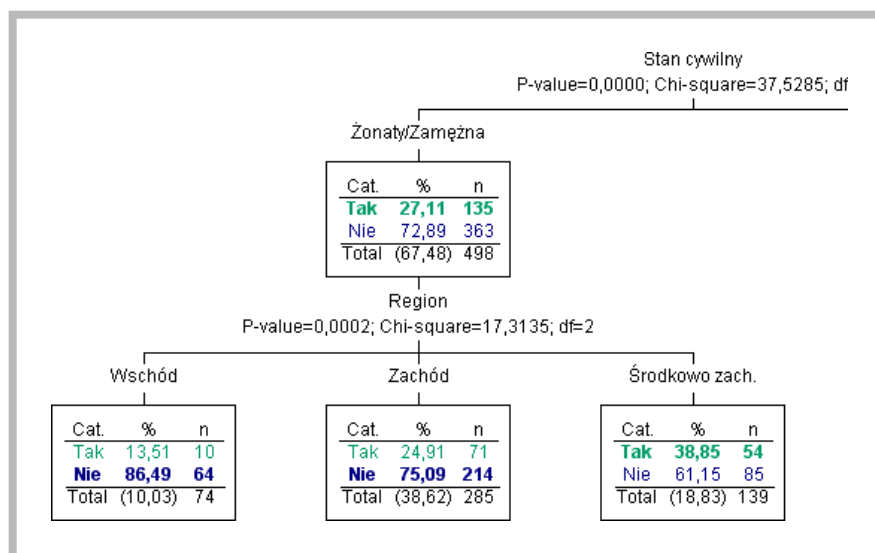 Stan cywilny
P-value=0,0000; Chi-square=37,5285; df
Żonaty/Zamężna
Cat. % n
Tak 27,11 135
Nie 72,89 363
Total (67,48) 498
Region
P-value=0,0002; Chi-square=17,3135; df=2
Wschód
Cat. % n
Tak 13,51 10
Nie 86,49 64
Total (10,03) 74
Zachód
Cat. % n
Tak 24,91 71
Nie 75,09 214
Total (38,62) 285
Środkowo zach.
Cat. % n
Tak 38,85 54
Nie 61,15 85
Total (18,83) 139